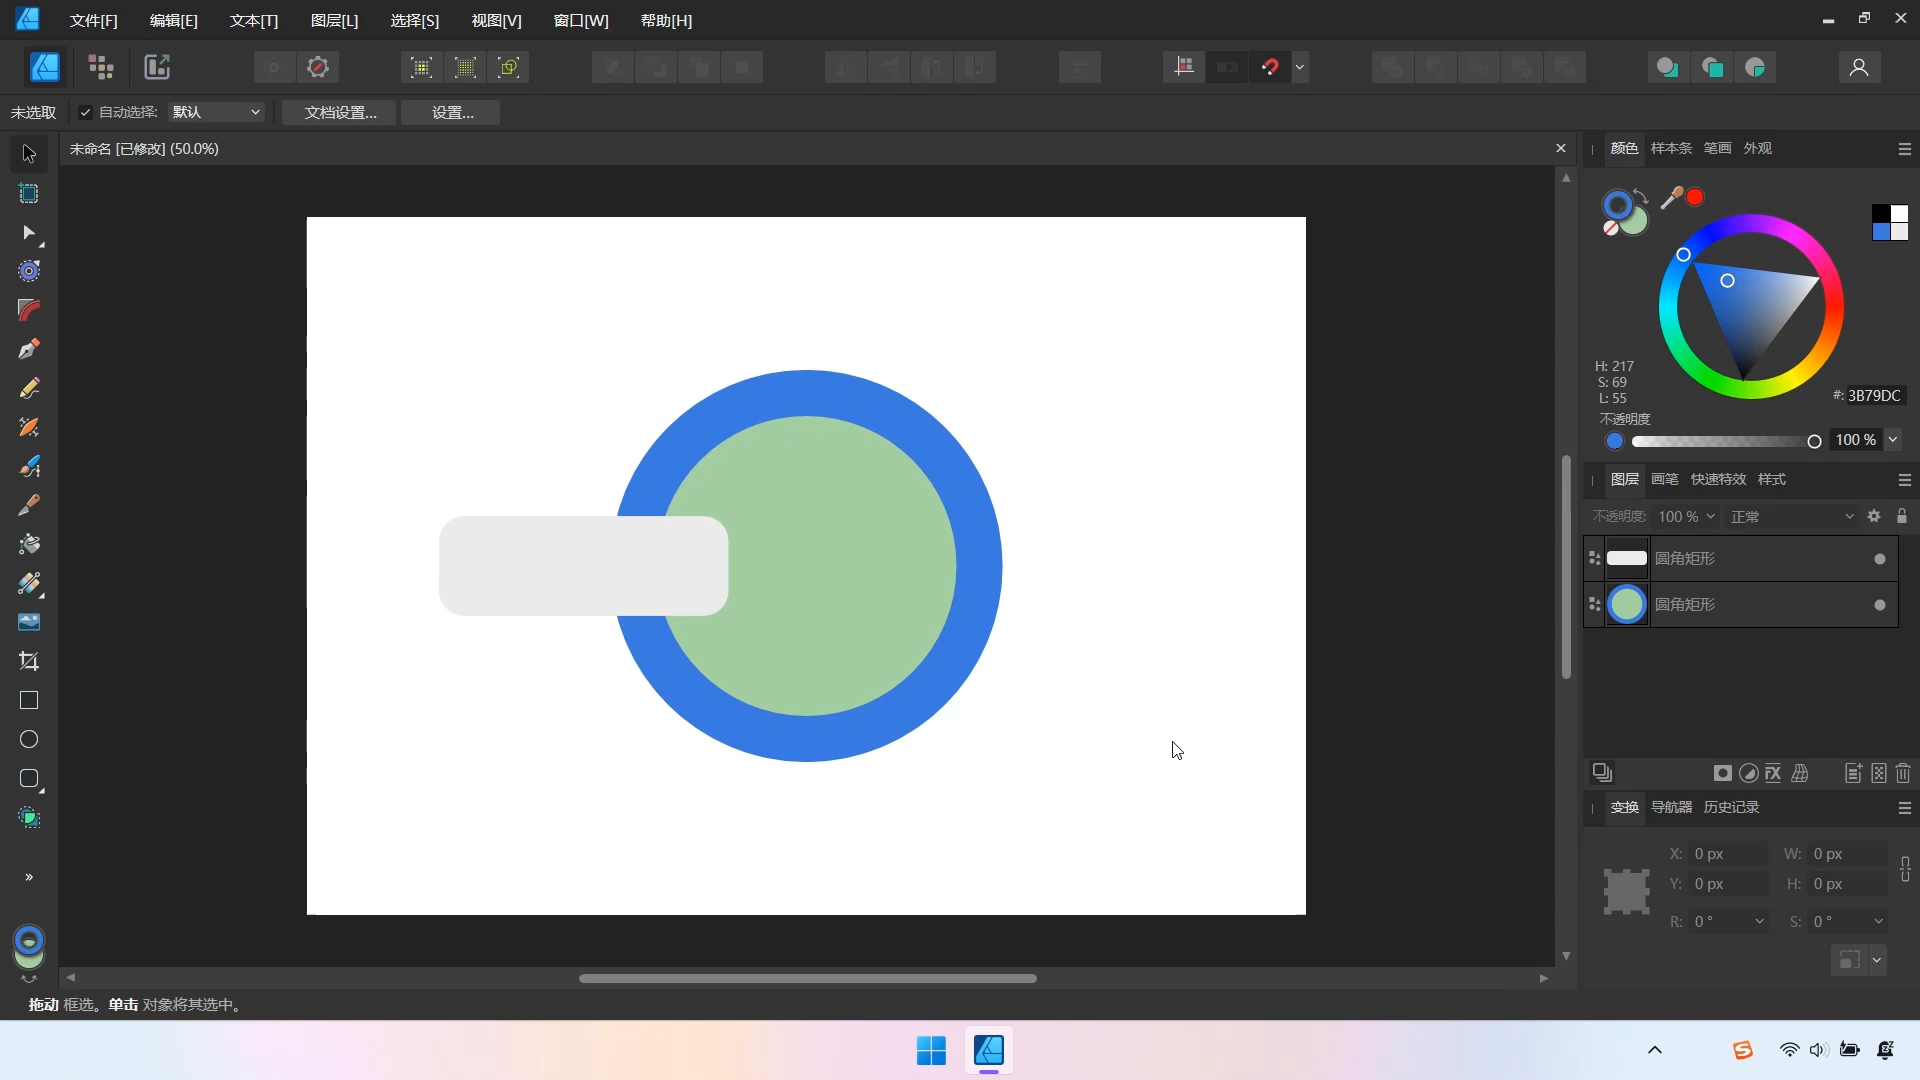 文件[F] 编辑[E] 文本[T] 图层[L] 选择[S] 视图[V] 窗口[W] 帮助[H]
未选取 自动选择: 默认 文档设置... 设置...
未命名 [已修改] (50.0%)
颜色 样本条 笔画 外观
H: 217
S: 69
L: 55
#: 3B79DC
不透明度
100 %
图层 画笔 快速特效 样式
不透明度: 100 % 正常
圆角矩形
圆角矩形
变换 导航器 历史记录
X: 0 px W: 0 px
Y: 0 px H: 0 px
R: 0 ° S: 0 °
拖动 框选。单击 对象将其选中。